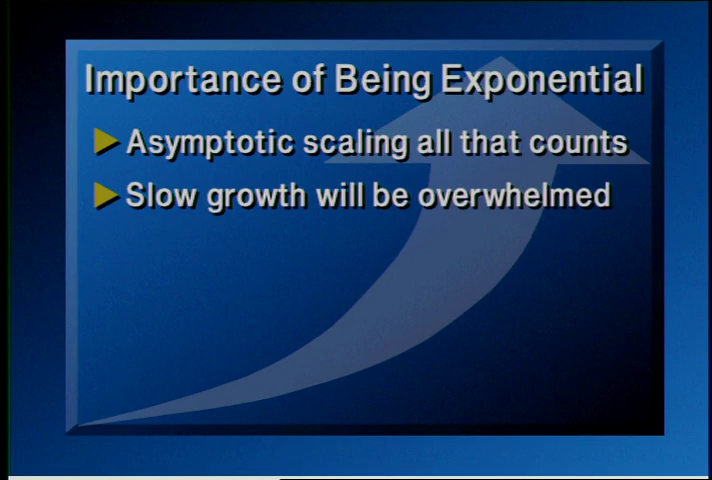 Importance of Being Exponential
Asymptotic scaling all that counts
Slow growth will be overwhelmed